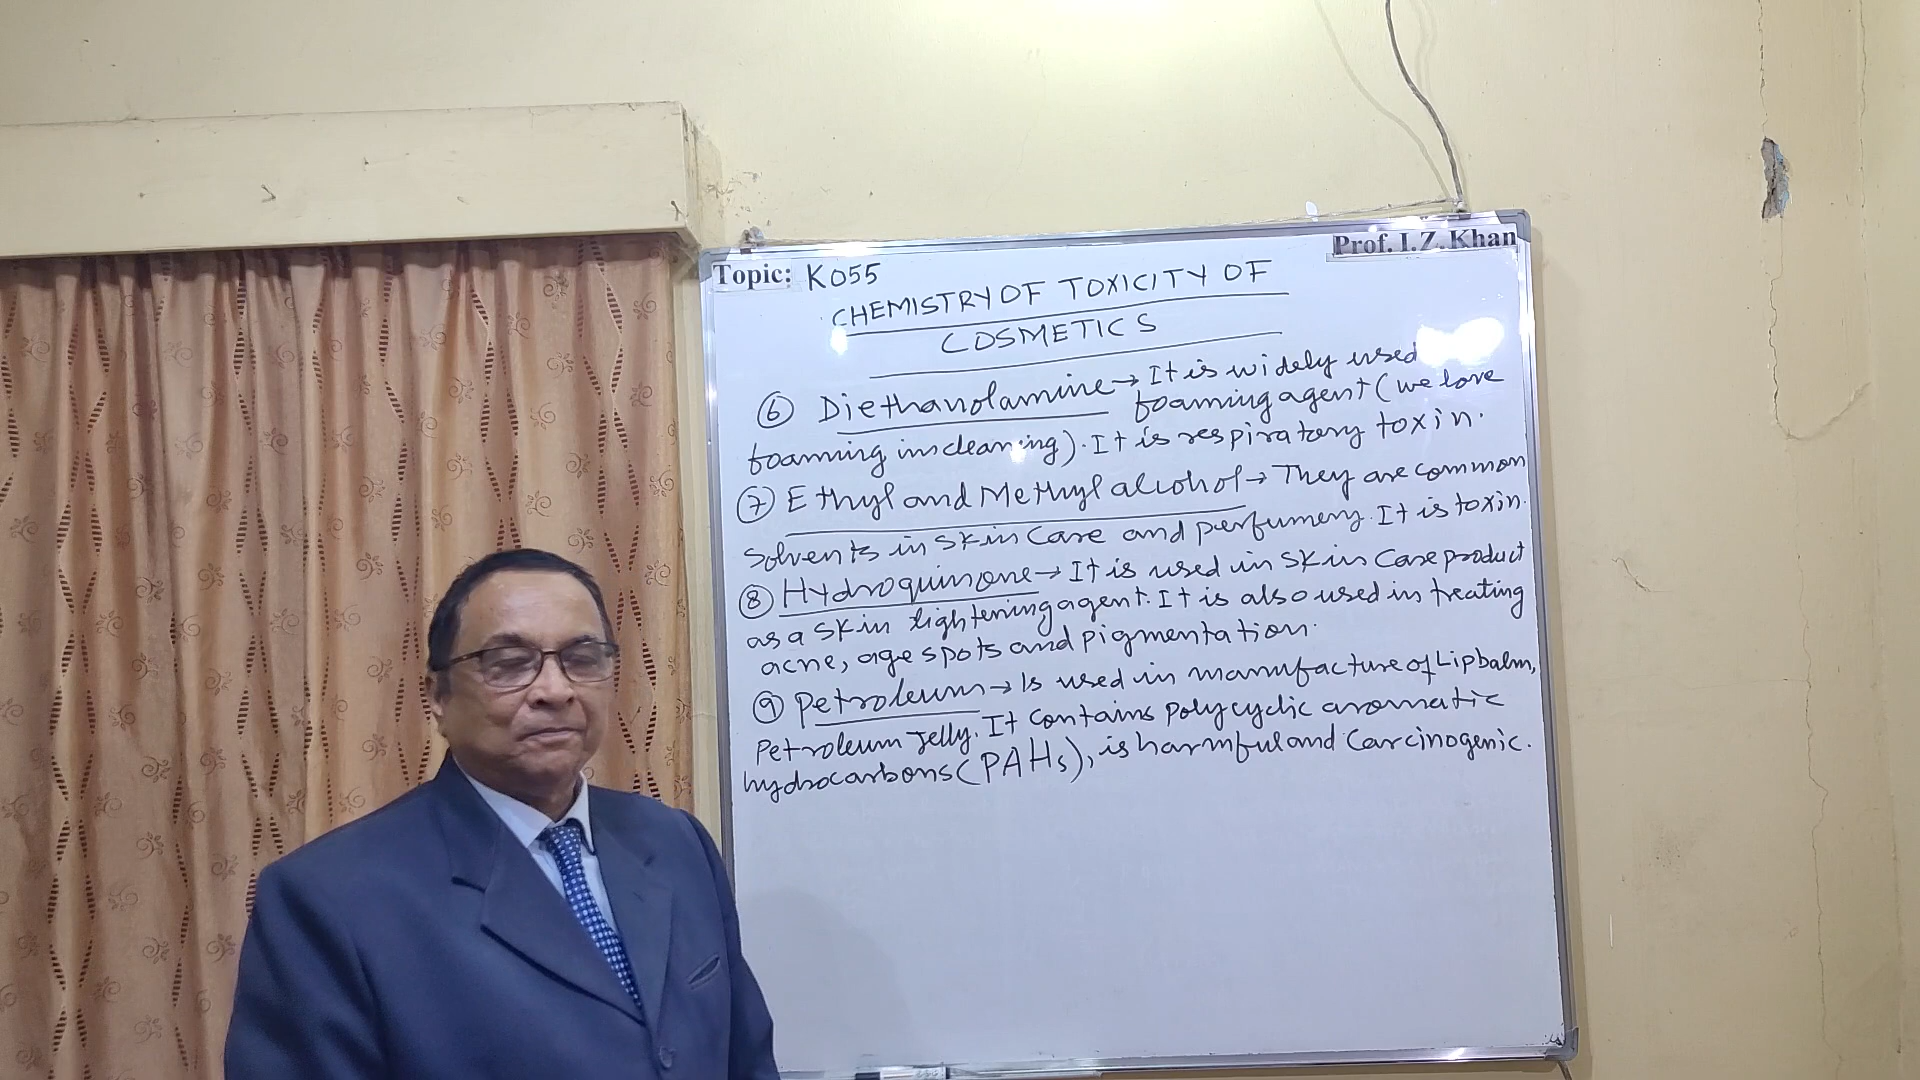 Prof. I. Z. Khan
Topic: K055
CHEMISTRY OF TOXICITY OF
COSMETICS
⑥ Diethanolamine → It is widely used
foaming agent (we love
foaming in cleaning). It is respiratory toxin.
⑦ Ethyl and Methyl alcohol → They are common
solvents in skin care and perfumery. It is toxin.
⑧ Hydroquinone → It is used in skin care product
as a skin lightening agent. It is also used in treating
acne, age spots and pigmentation.
⑨ Petroleum → Is used in manufacture of Lipbalm,
Petroleum Jelly. It contains polycyclic aromatic
hydrocarbons (PAHs), is harmful and carcinogenic.